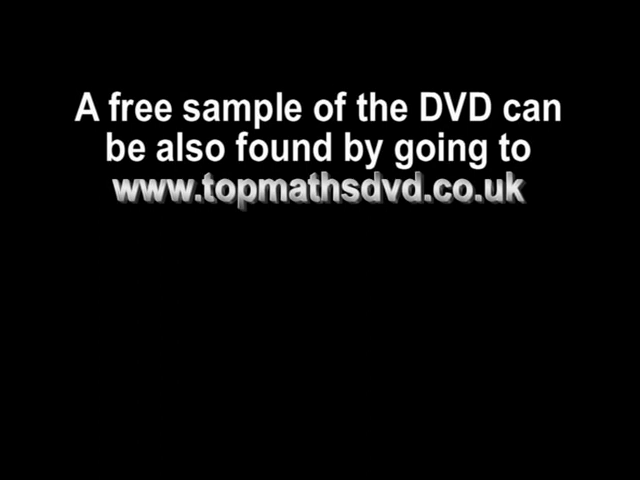 A free sample of the DVD can
be also found by going to
www.topmathsdvd.co.uk